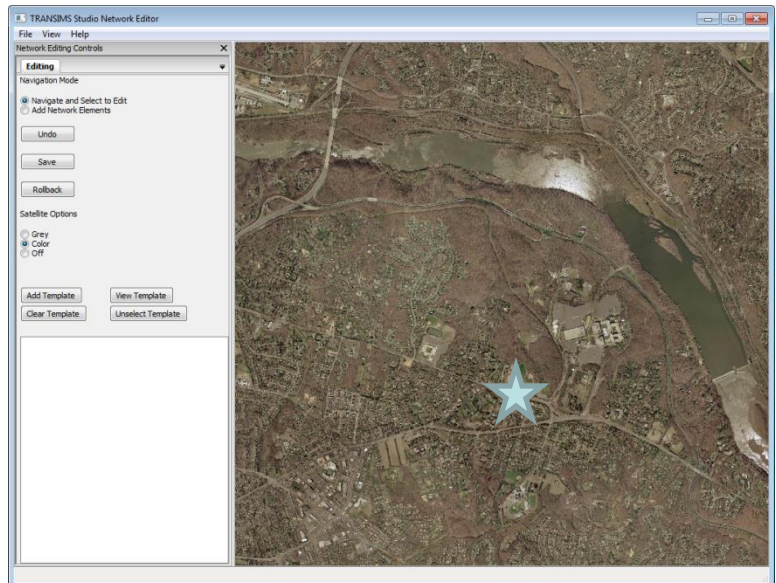 TRANSIMS Studio Network Editor
File View Help
Network Editing Controls
Editing
Navigation Mode
Navigate and Select to Edit
Add Network Elements
Undo
Save
Rollback
Satellite Options
Grey
Color
Off
Add Template View Template
Clear Template Unselect Template